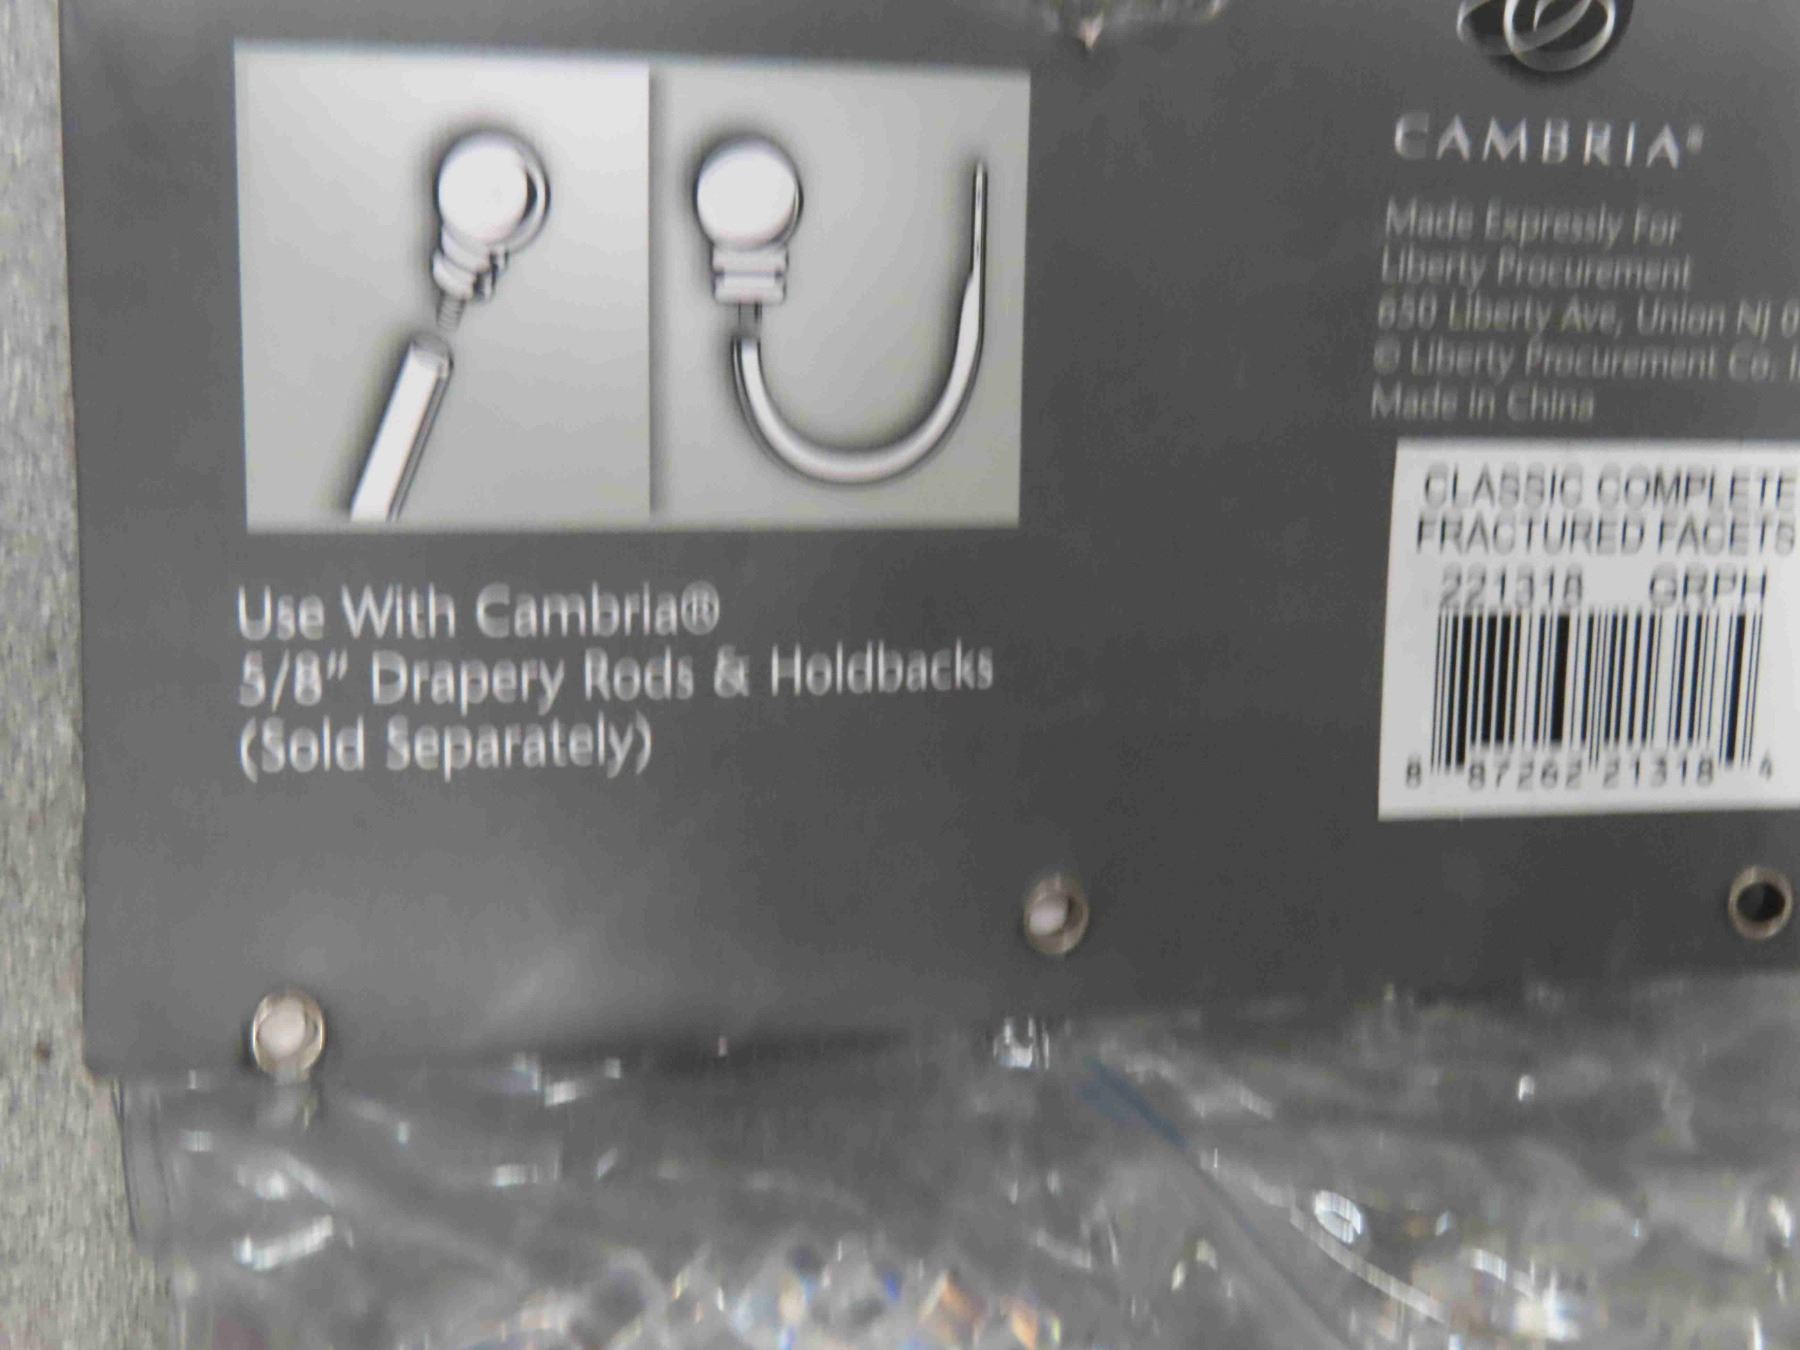 CAMBRIA®
Made Expressly For
Liberty Procurement
650 Liberty Ave, Union NJ 0
© Liberty Procurement Co. I
Made in China
CLASSIC COMPLETE
FRACTURED FACETS
221318 GRPH
8 87262 21318 4
Use With Cambria®
5/8" Drapery Rods & Holdbacks
(Sold Separately)